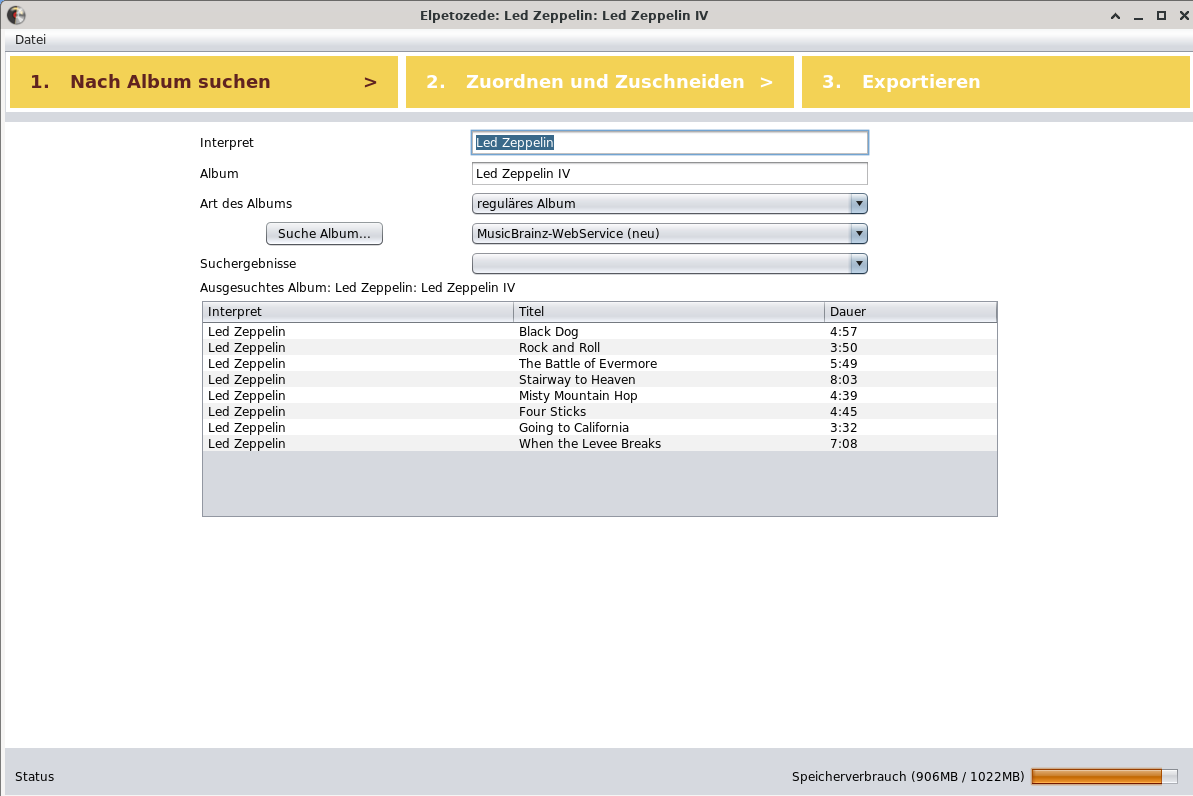 Elpetozede: Led Zeppelin: Led Zeppelin IV
Datei
1. Nach Album suchen > 2. Zuordnen und Zuschneiden > 3. Exportieren
Interpret Led Zeppelin
Album Led Zeppelin IV
Art des Albums reguläres Album
Suche Album... MusicBrainz-WebService (neu)
Suchergebnisse
Ausgesuchtes Album: Led Zeppelin: Led Zeppelin IV
Interpret Titel Dauer
Led Zeppelin Black Dog 4:57
Led Zeppelin Rock and Roll 3:50
Led Zeppelin The Battle of Evermore 5:49
Led Zeppelin Stairway to Heaven 8:03
Led Zeppelin Misty Mountain Hop 4:39
Led Zeppelin Four Sticks 4:45
Led Zeppelin Going to California 3:32
Led Zeppelin When the Levee Breaks 7:08
Status Speicherverbrauch (906MB / 1022MB)